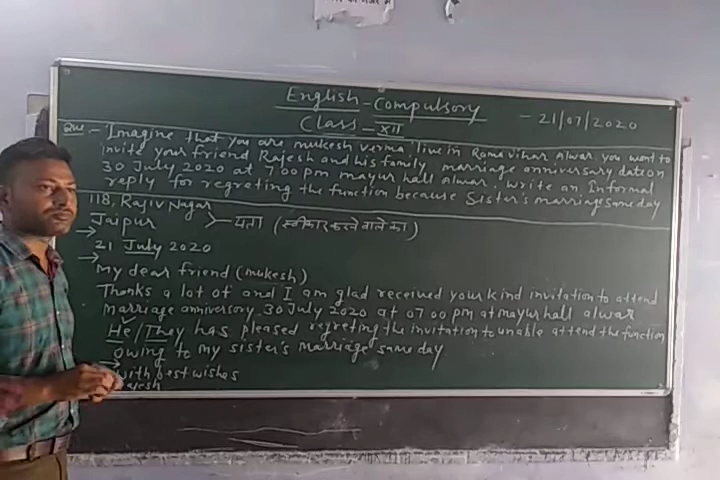 English - Compulsory
- 21/07/2020
Class - XII
Que - Imagine that you are mukesh verma live in Rama vihar Alwar you want to
invite your friend Rajesh and his family marriage anniversary date on
30 July 2020 at 7:00 pm mayur hall Alwar. Write an Informal
reply for regreting the function because Sister's marriage same day
118, Rajiv Nagar
Jaipur
पता (स्वीकार करने वाले का)
21 July 2020
My dear friend (mukesh)
Thanks a lot of and I am glad received your kind invitation to attend
marriage anniversary 30 July 2020 at 07 00 pm at mayur hall alwar
He/They has pleased regreting the invitation to unable attend the function
owing to my sister's marriage same day
with best wishes
Rajesh